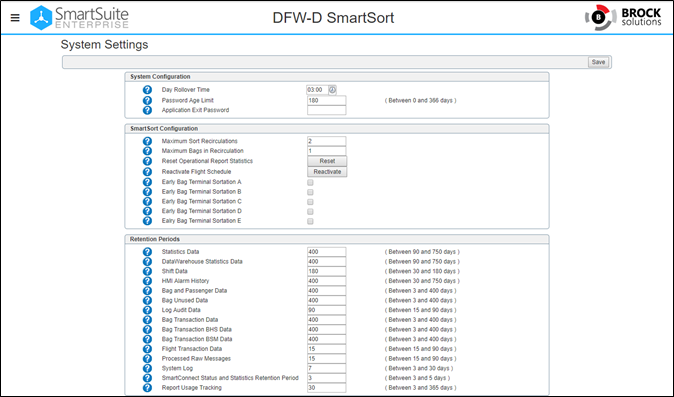 SmartSuite
ENTERPRISE
DFW-D SmartSort
B BROCK
solutions
System Settings
Save
System Configuration
? Day Rollover Time 03:00
? Password Age Limit 180 ( Between 0 and 366 days )
? Application Exit Password
SmartSort Configuration
? Maximum Sort Recirculations 2
? Maximum Bags in Recirculation 1
? Reset Operational Report Statistics Reset
? Reactivate Flight Schedule Reactivate
? Early Bag Terminal Sortation A
? Early Bag Terminal Sortation B
? Early Bag Terminal Sortation C
? Early Bag Terminal Sortation D
? Ealry Bag Terminal Sortation E
Retention Periods
? Statistics Data 400 ( Between 90 and 750 days )
? DataWarehouse Statistics Data 400 ( Between 90 and 750 days )
? Shift Data 180 ( Between 30 and 180 days )
? HMI Alarm History 400 ( Between 30 and 750 days )
? Bag and Passenger Data 400 ( Between 3 and 400 days )
? Bag Unused Data 400 ( Between 3 and 400 days )
? Log Audit Data 90 ( Between 15 and 90 days )
? Bag Transaction Data 400 ( Between 3 and 400 days )
? Bag Transaction BHS Data 400 ( Between 3 and 400 days )
? Bag Transaction BSM Data 400 ( Between 3 and 400 days )
? Flight Transaction Data 15 ( Between 15 and 90 days )
? Processed Raw Messages 15 ( Between 15 and 90 days )
? System Log 7 ( Between 3 and 30 days )
? SmartConnect Status and Statistics Retention Period 3 ( Between 3 and 5 days )
? Report Usage Tracking 30 ( Between 3 and 365 days )